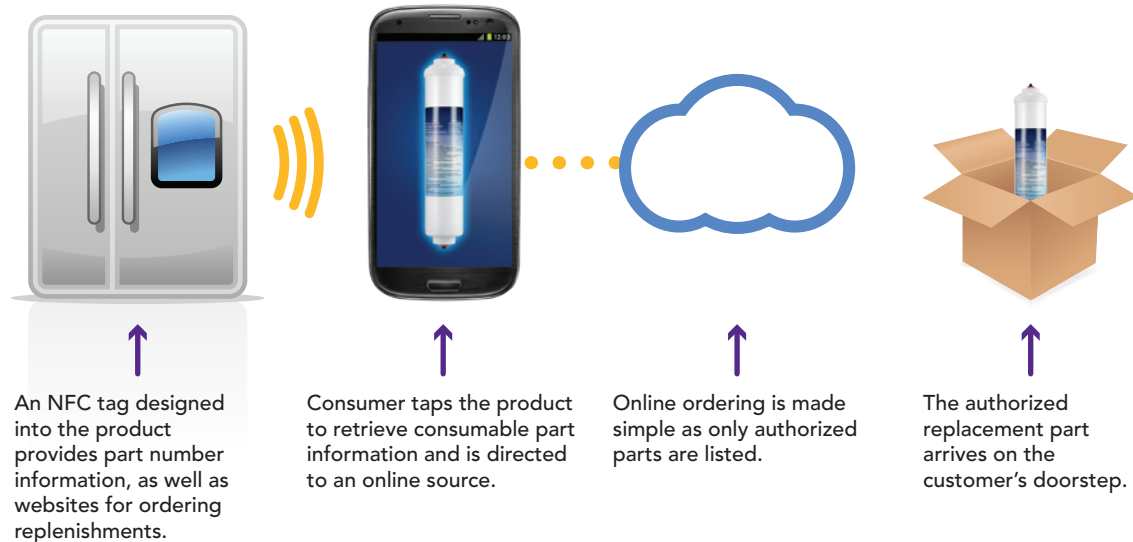 12:03
An NFC tag designed
into the product
provides part number
information, as well as
websites for ordering
replenishments.
Consumer taps the product
to retrieve consumable part
information and is directed
to an online source.
Online ordering is made
simple as only authorized
parts are listed.
The authorized
replacement part
arrives on the
customer's doorstep.